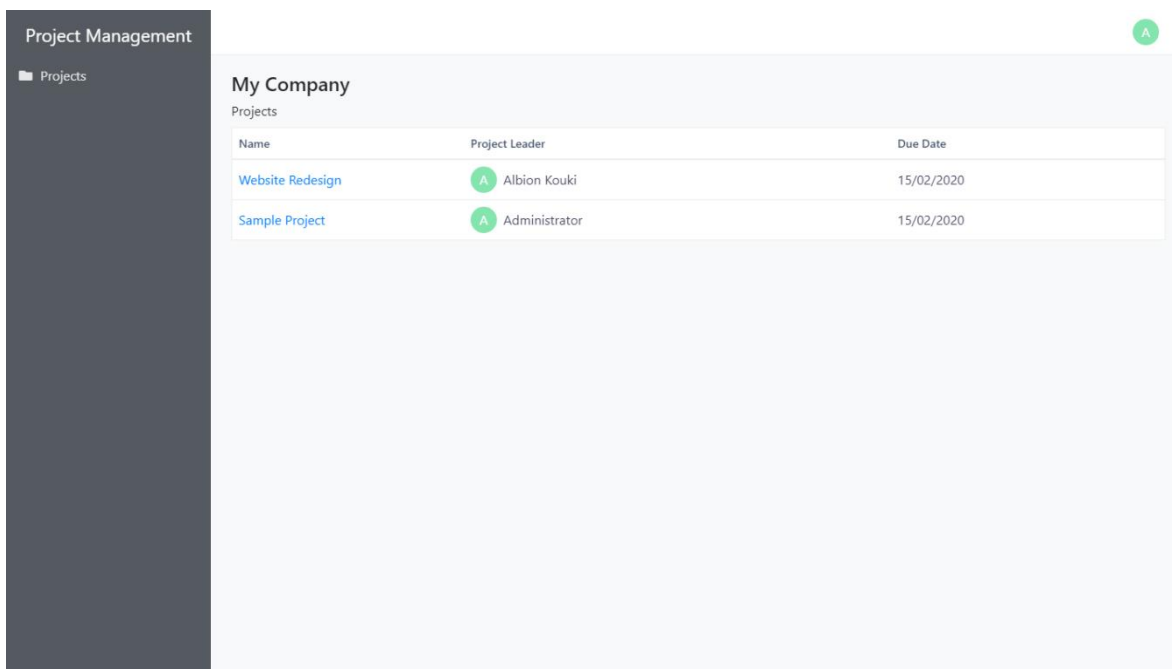 Project Management
A
Projects
My Company
Projects
Name Project Leader Due Date
Website Redesign A Albion Kouki 15/02/2020
Sample Project A Administrator 15/02/2020